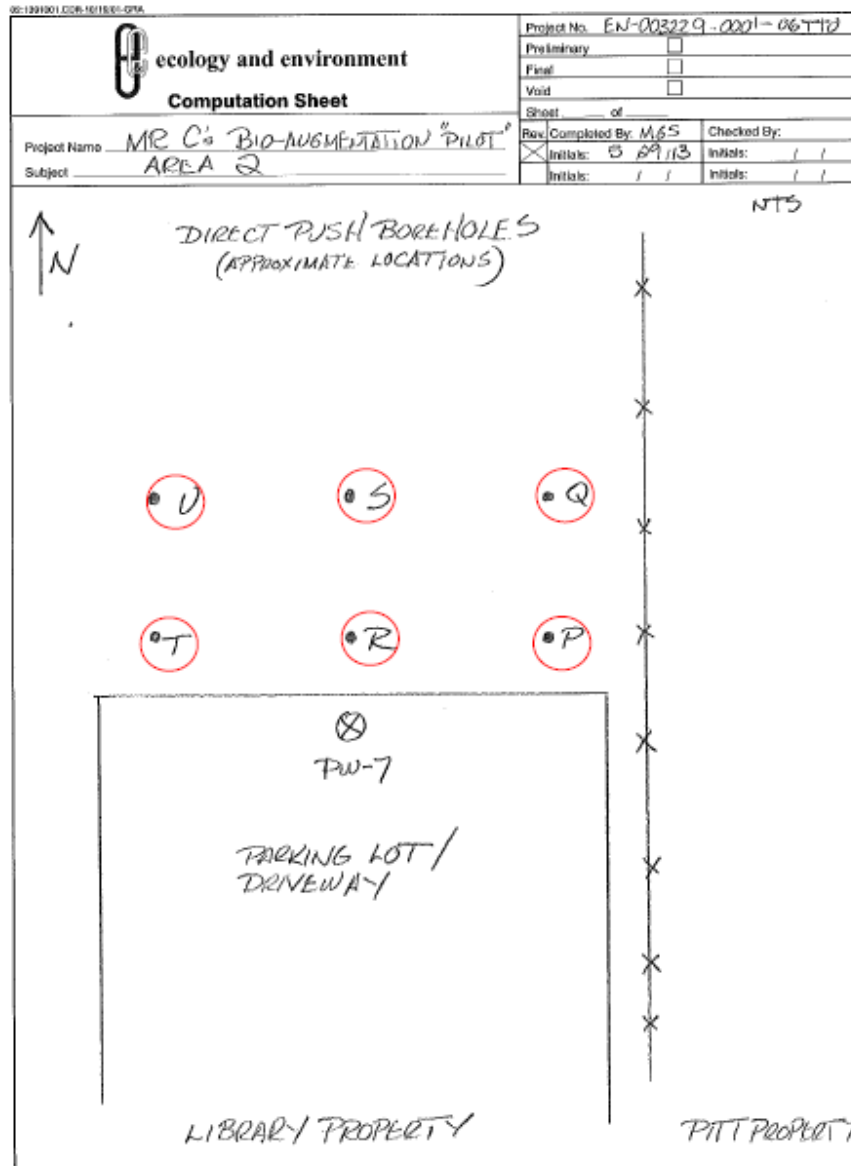 Project No. EN-003229-0001-06TTO
Preliminary
Final
Void
Sheet of
ecology and environment
Computation Sheet
Rev. Completed By: MGS Checked By:
Initials: 5 29 13 Initials: / /
Initials: / / Initials: / /
Project Name MR C's BIO-AUGMENTATION "PILOT"
Subject AREA 2
NTS
N
DIRECT PUSH BOREHOLES
(APPROXIMATE LOCATIONS)
U S Q
T R P
PW-7
PARKING LOT/
DRIVEWAY
LIBRARY PROPERTY PITT PROPERTY